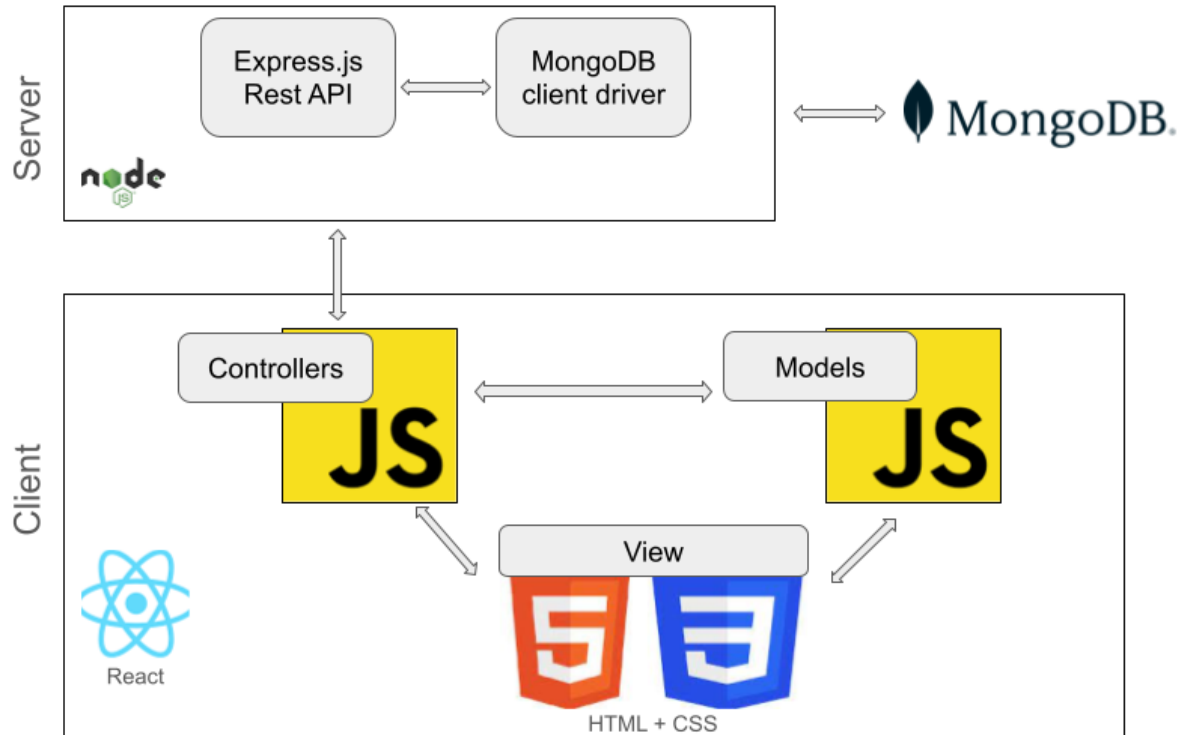 Server
Express.js
Rest API
MongoDB
client driver
node
JS
MongoDB.
Client
Controllers
JS
Models
JS
View
5
3
React
HTML + CSS